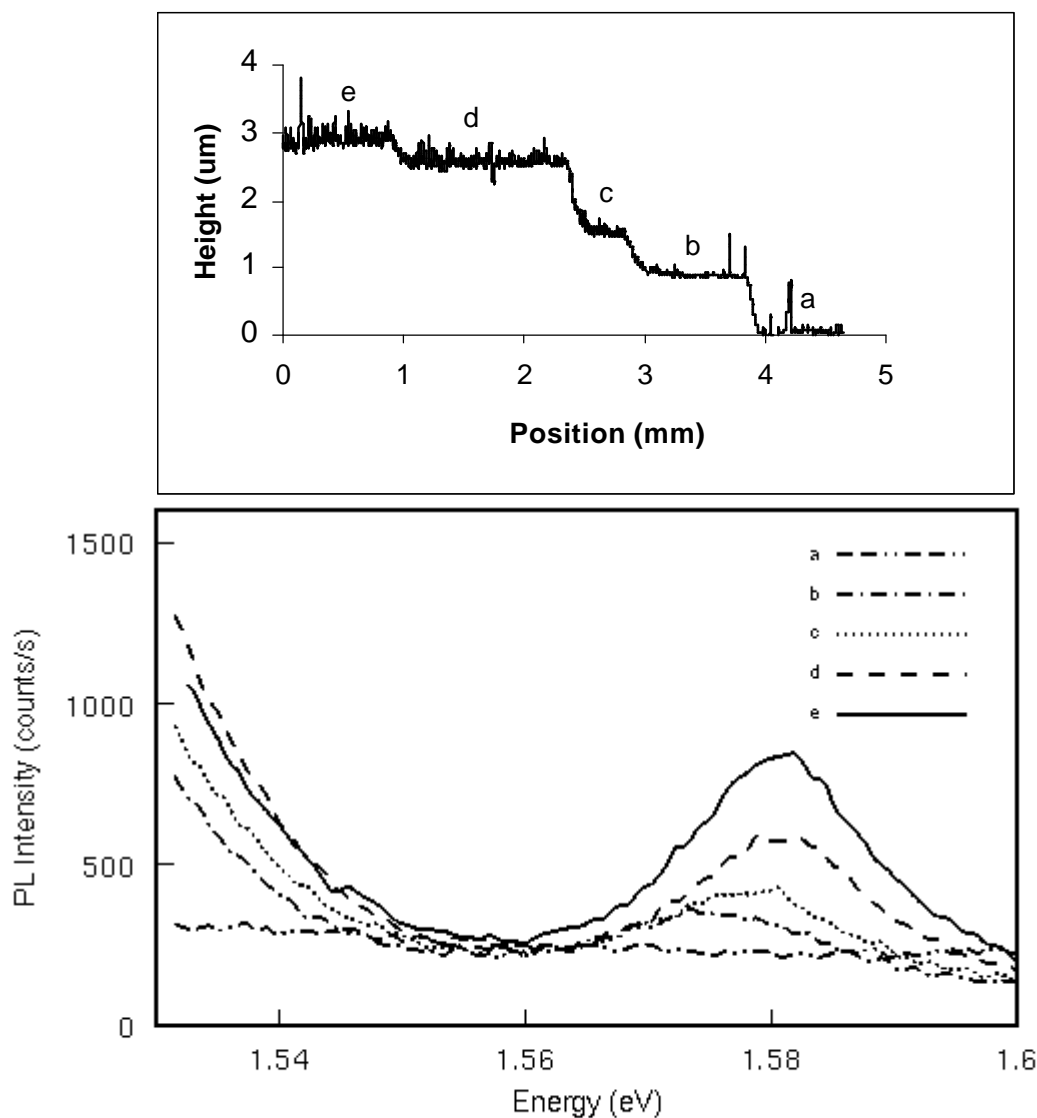 4
3
2
1
0
Height (um)
e
d
c
b
a
0 1 2 3 4 5
Position (mm)
1500
1000
500
0
PL Intensity (counts/s)
a
b
c
d
e
1.54 1.56 1.58 1.6
Energy (eV)